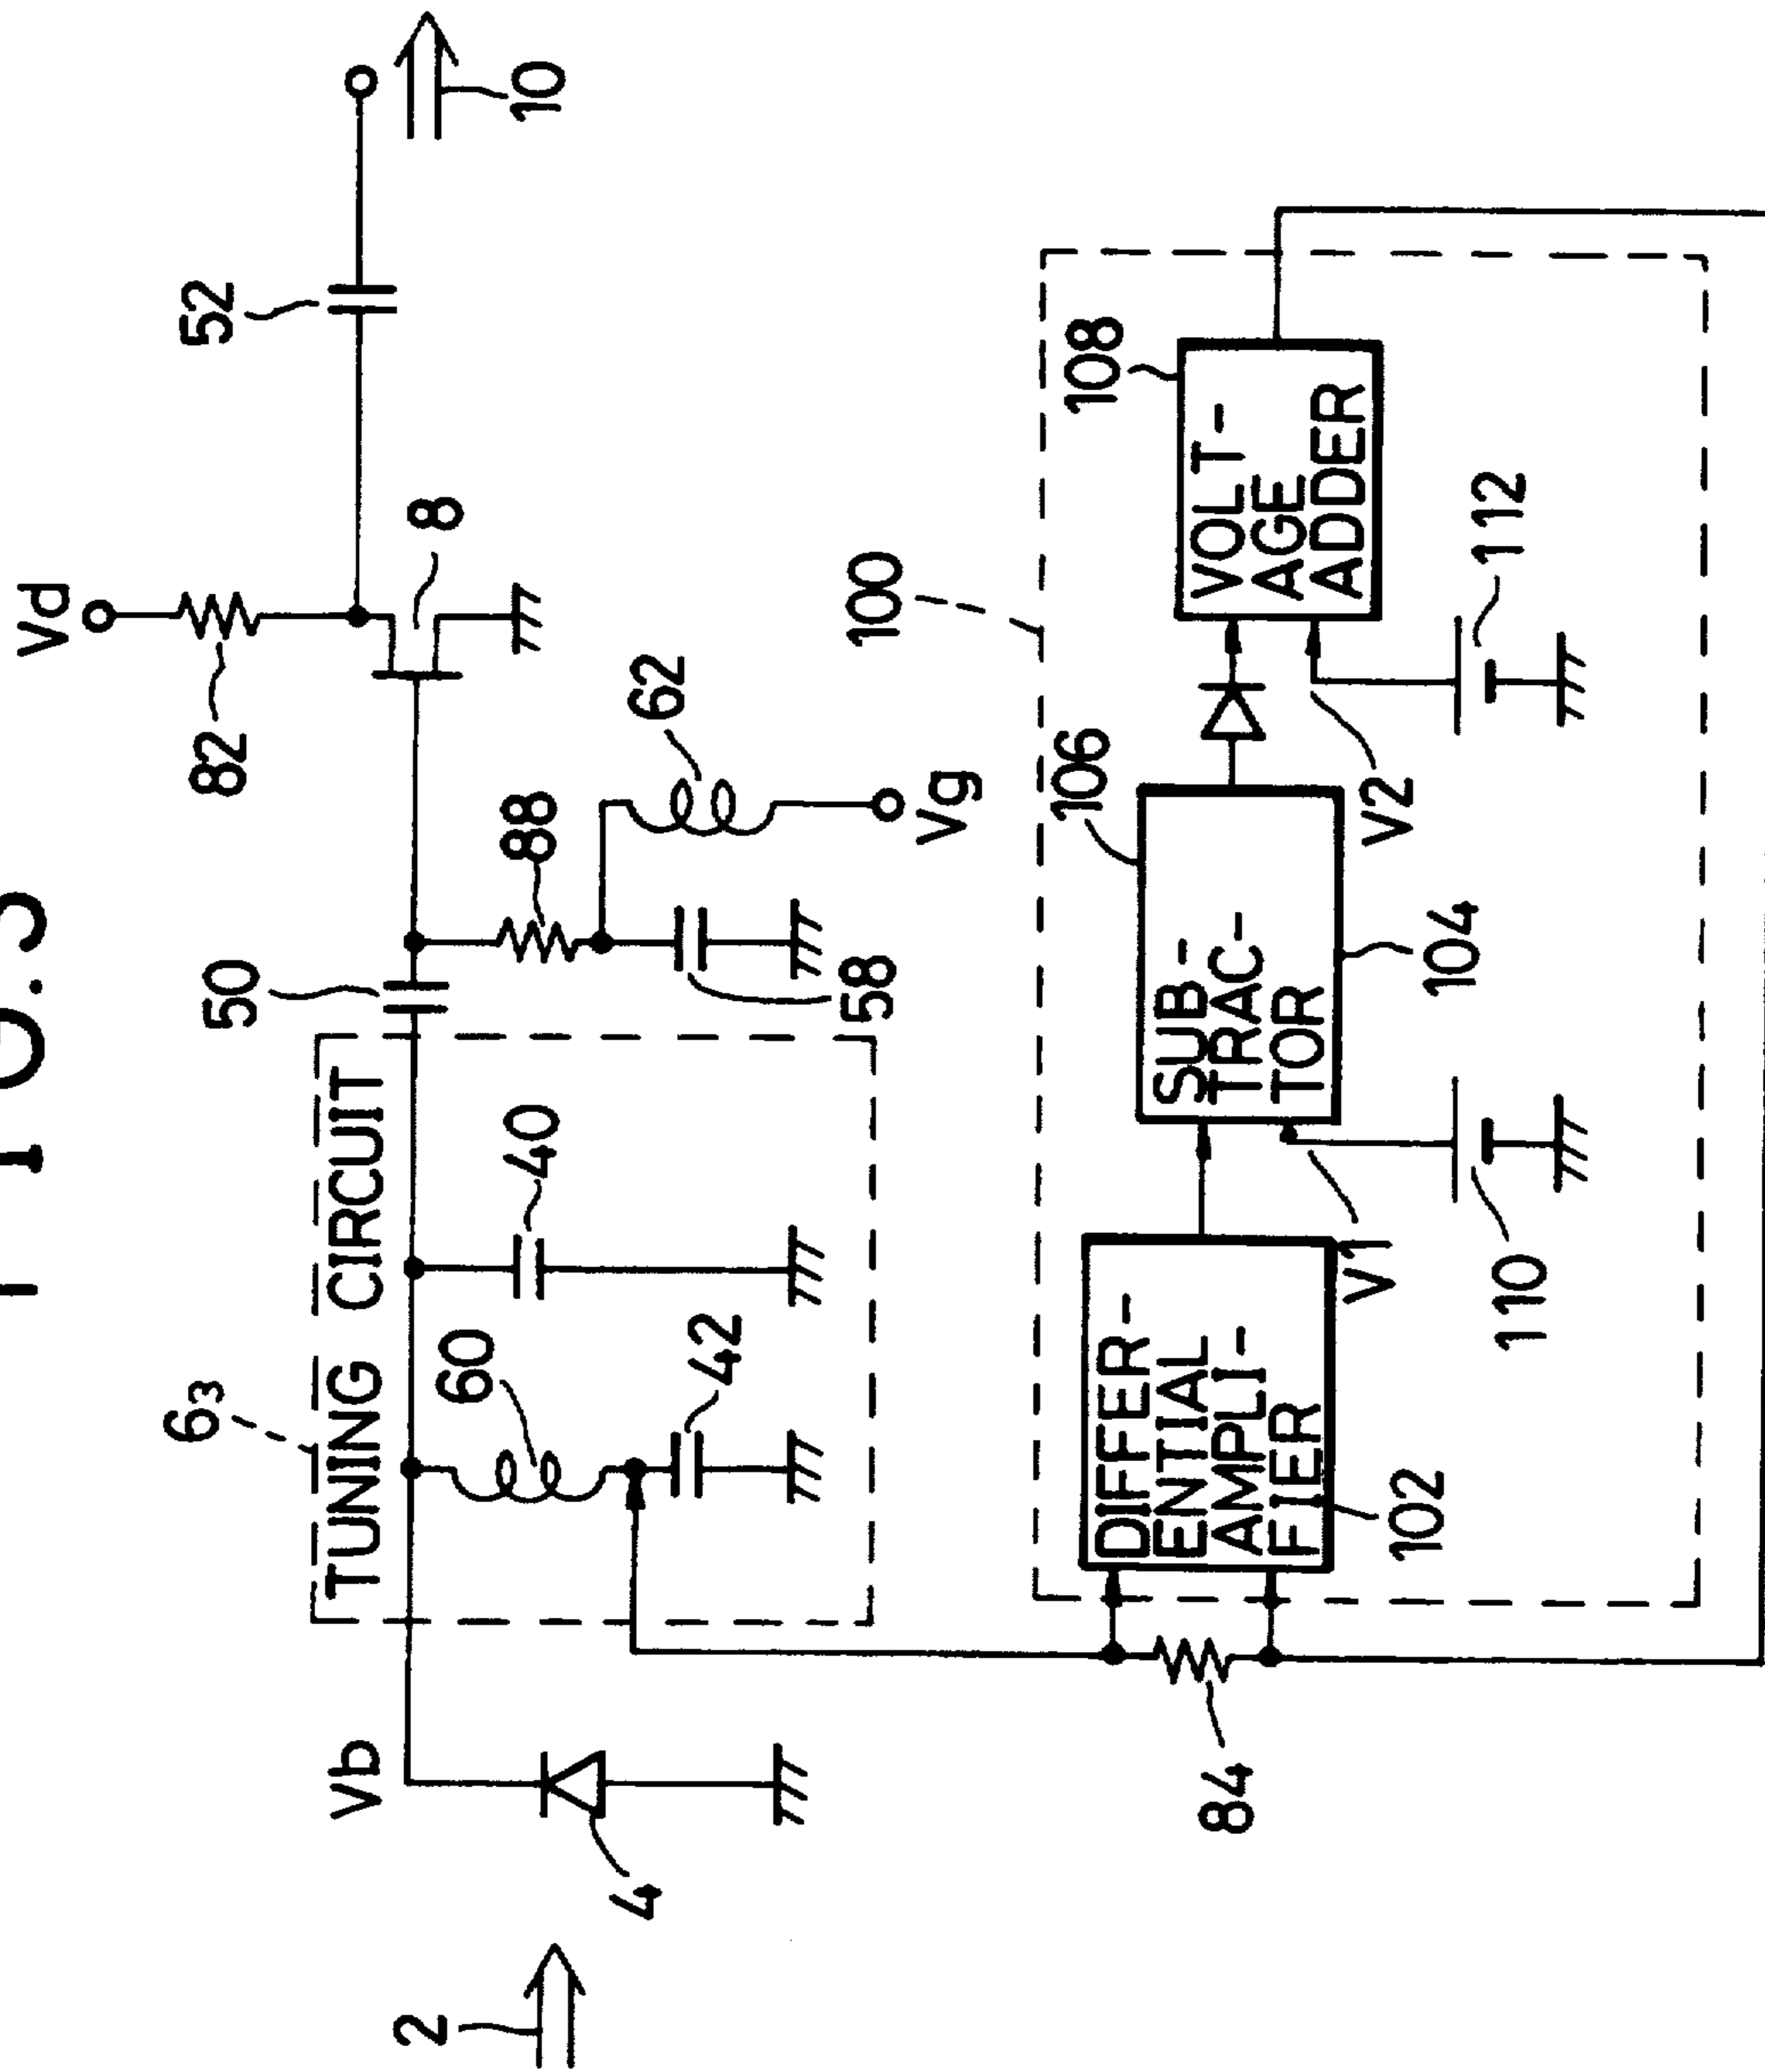 Vd
52
10
82
8
50
88
62
Vg
58
6₃
TUNING CIRCUIT
60
40
42
Vb
4
2
100
108
VOLT-
AGE
ADDER
106
SUB-
TRAC-
TOR
104
V2
112
DIFFER-
ENTIAL
AMPLI-
FIER
102
V1
110
84